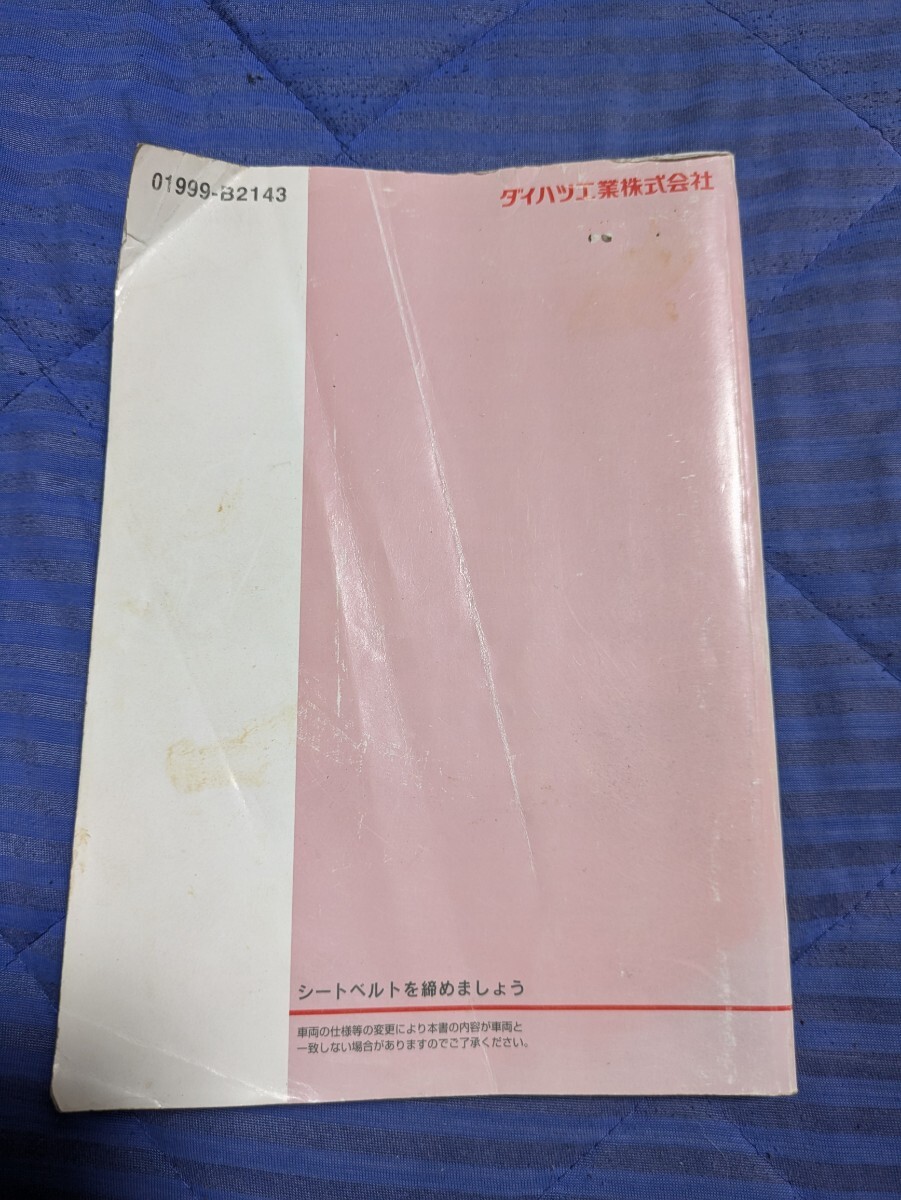 01999-B2143
ダイハツ工業株式会社
シートベルトを締めましょう
車両の仕様等の変更により本書の内容が車両と
一致しない場合がありますのでご了承ください。